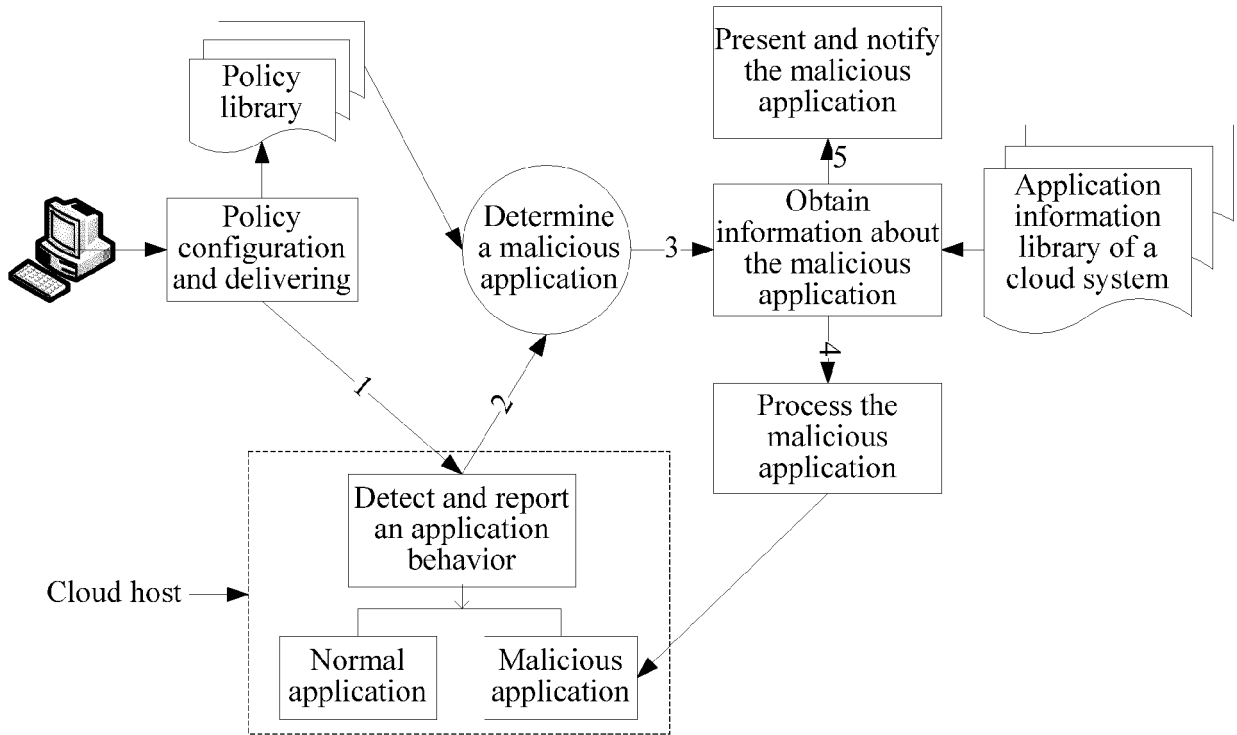 Policy
library
Present and notify
the malicious
application
5
Policy
configuration
and delivering
Determine
a malicious
application
3
Obtain
information about
the malicious
application
Application
information
library of a
cloud system
1
2
4
Process the
malicious
application
Detect and report
an application
behavior
Cloud host
Normal
application
Malicious
application